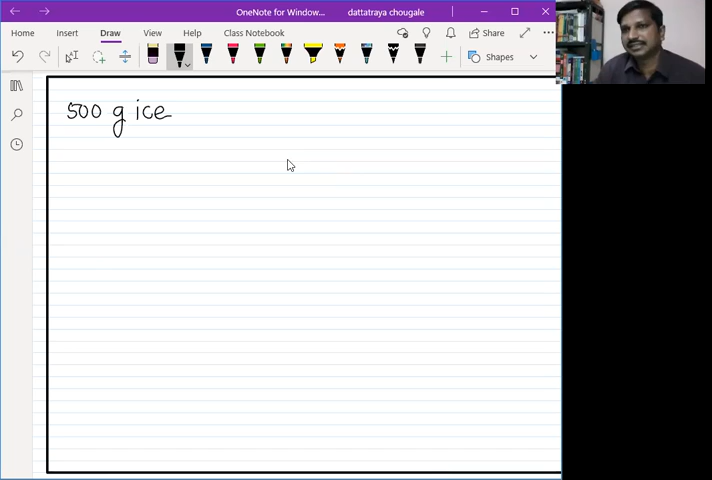 OneNote for Window... dattatraya chougale
Home Insert Draw View Help Class Notebook Share
Shapes
500 g ice